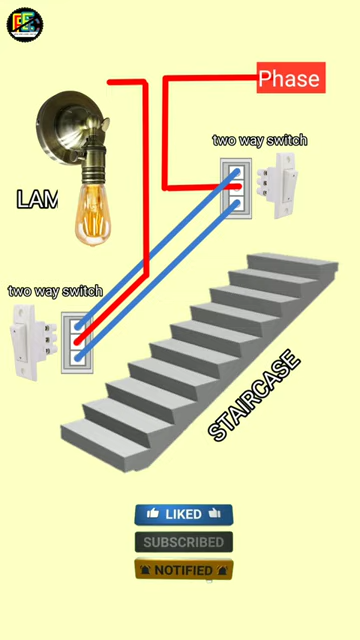 Phase
two way switch
LAM
two way switch
STAIRCASE
LIKED
SUBSCRIBED
NOTIFIED